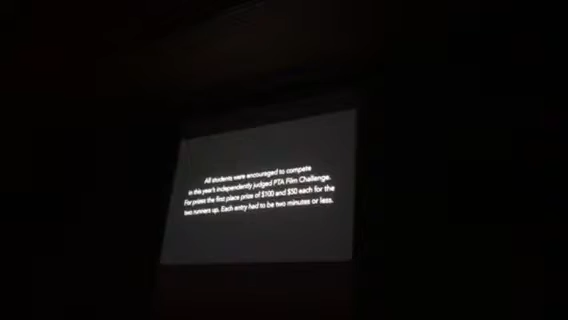 All students were encouraged to compete
in this year's independently judged PTA Film Challenge.
For prizes the first place prize of $100 and $50 each for the
two runners up. Each entry had to be two minutes or less.